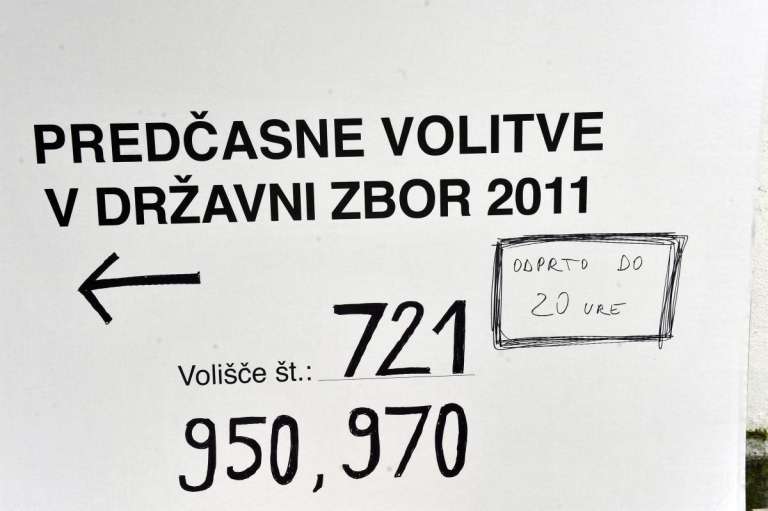 PREDČASNE VOLITVE
V DRŽAVNI ZBOR 2011
ODPRTO DO
20 URE
Volišče št.: 721
950, 970